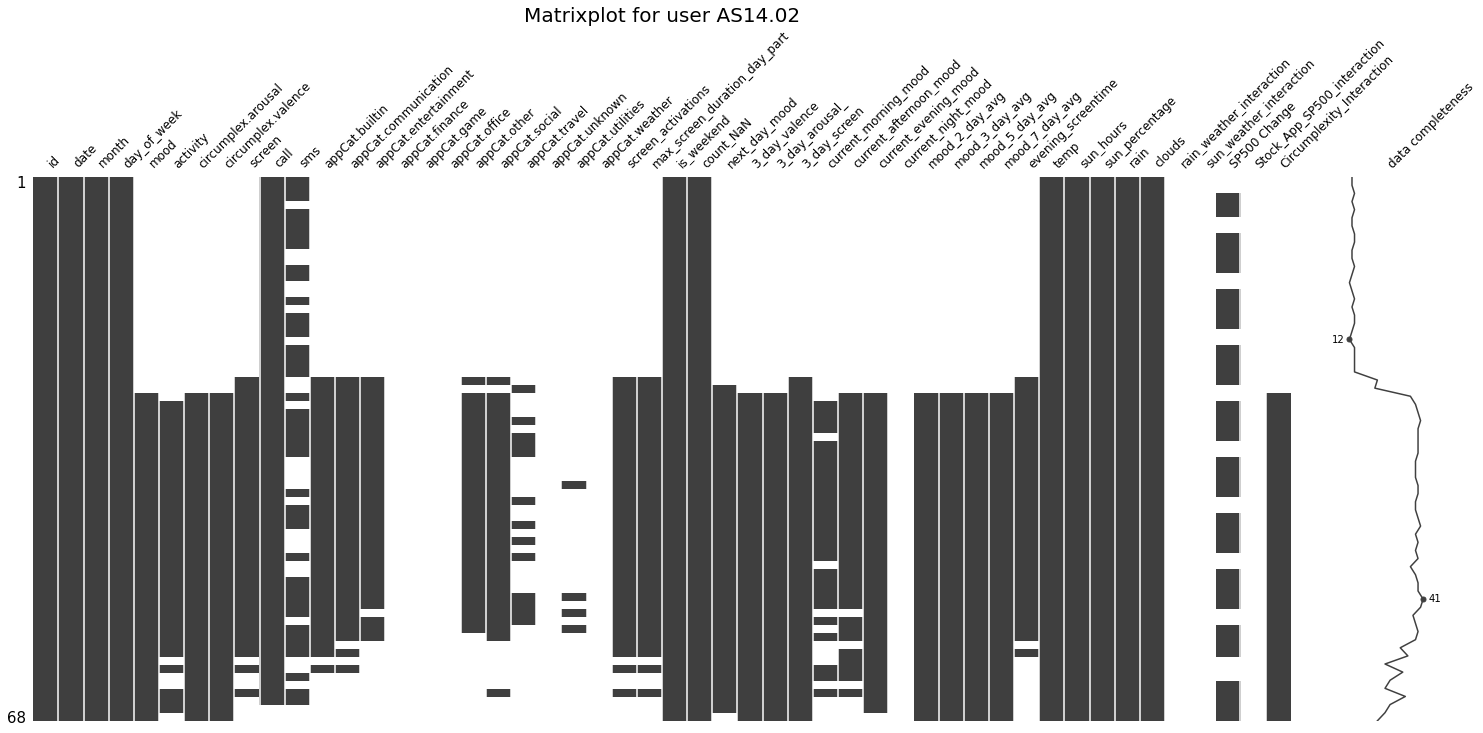 Matrixplot for user AS14.02
id
date
month
day_of_week
mood
activity
circumplex.arousal
circumplex.valence
screen
call
sms
appCat.builtin
appCat.communication
appCat.entertainment
appCat.finance
appCat.game
appCat.office
appCat.other
appCat.social
appCat.travel
appCat.unknown
appCat.utilities
appCat.weather
screen_activations
max_screen_duration_day_part
is_weekend
count_NaN
next_day_mood
3_day_valence
3_day_arousal_
3_day_screen
current_morning_mood
current_afternoon_mood
current_evening_mood
current_night_mood
mood_2_day_avg
mood_3_day_avg
mood_5_day_avg
mood_7_day_avg
evening_screentime
temp
sun_hours
sun_percentage
rain
clouds
rain_weather_interaction
sun_weather_interaction
SP500 Change
Stock_App_SP500_interaction
Circumplexity_Interaction
data completeness
1
12
41
68